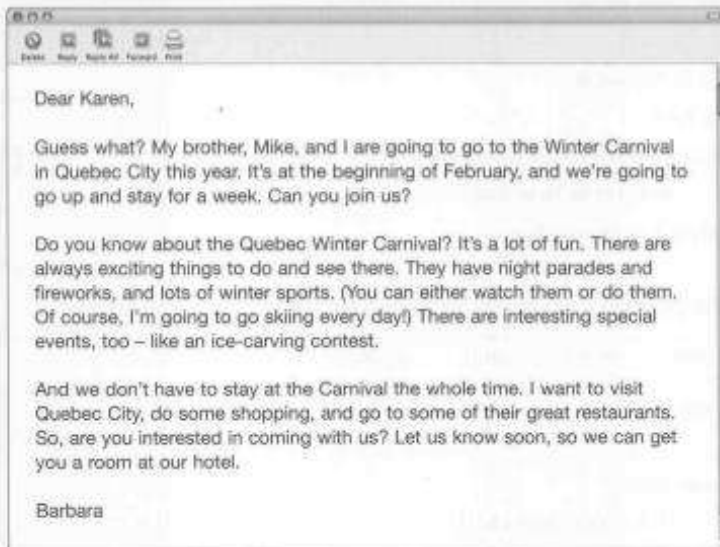 Delete Reply Reply All Forward Print
Dear Karen,
Guess what? My brother, Mike, and I are going to go to the Winter Carnival
in Quebec City this year. It's at the beginning of February, and we're going to
go up and stay for a week. Can you join us?
Do you know about the Quebec Winter Carnival? It's a lot of fun. There are
always exciting things to do and see there. They have night parades and
fireworks, and lots of winter sports. (You can either watch them or do them.
Of course, I'm going to go skiing every day!) There are interesting special
events, too – like an ice-carving contest.
And we don't have to stay at the Carnival the whole time. I want to visit
Quebec City, do some shopping, and go to some of their great restaurants.
So, are you interested in coming with us? Let us know soon, so we can get
you a room at our hotel.
Barbara